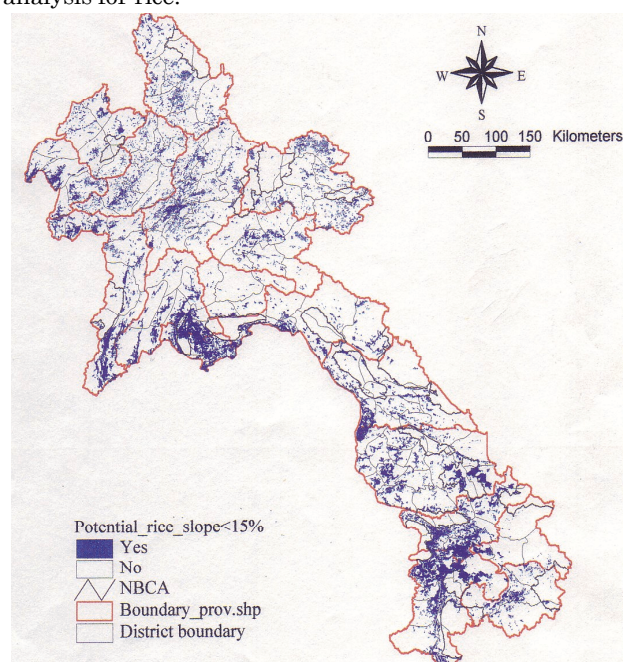 analysis for rice.
N
W E
S
0 50 100 150 Kilometers
Potential_rice_slope<15%
Yes
No
NBCA
Boundary_prov.shp
District boundary